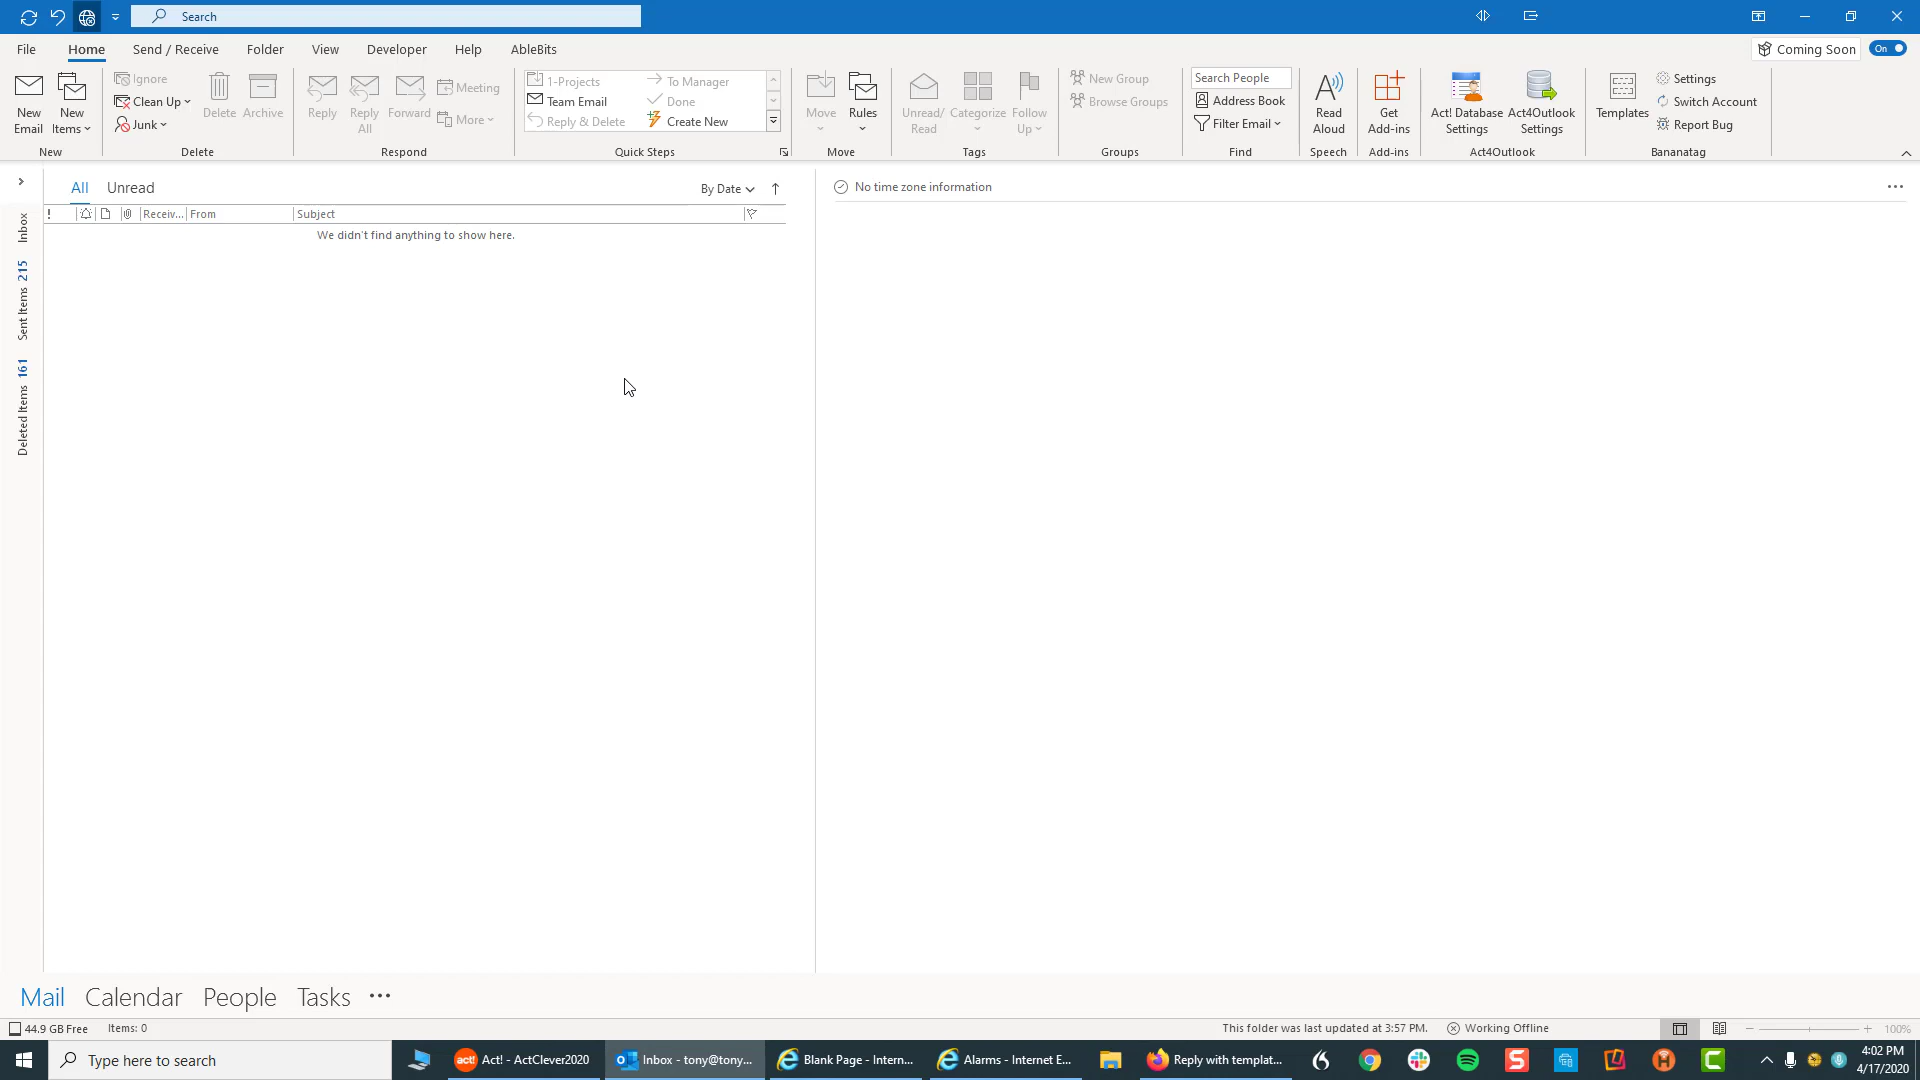 Search
File Home Send / Receive Folder View Developer Help AbleBits Coming Soon On
New Email
New Items
Ignore
Clean Up
Junk
Delete
Archive
Reply
Reply All
Forward
Meeting
More
1-Projects
Team Email
Reply & Delete
To Manager
Done
Create New
Move
Rules
Unread/ Read
Categorize
Follow Up
New Group
Browse Groups
Search People
Address Book
Filter Email
Read Aloud
Get Add-ins
Act! Database Settings
Act4Outlook Settings
Templates
Settings
Switch Account
Report Bug
New Delete Respond Quick Steps Move Tags Groups Find Speech Add-ins Act4Outlook Bananatag
All Unread By Date
! Receiv... From Subject
We didn't find anything to show here.
No time zone information
Inbox
Sent Items 215
Deleted Items 161
Mail Calendar People Tasks
44.9 GB Free Items: 0 This folder was last updated at 3:57 PM. Working Offline 100%
Type here to search
act! Act! - ActClever2020
Inbox - tony@tony...
Blank Page - Intern...
Alarms - Internet E...
Reply with templat...
4:02 PM
4/17/2020